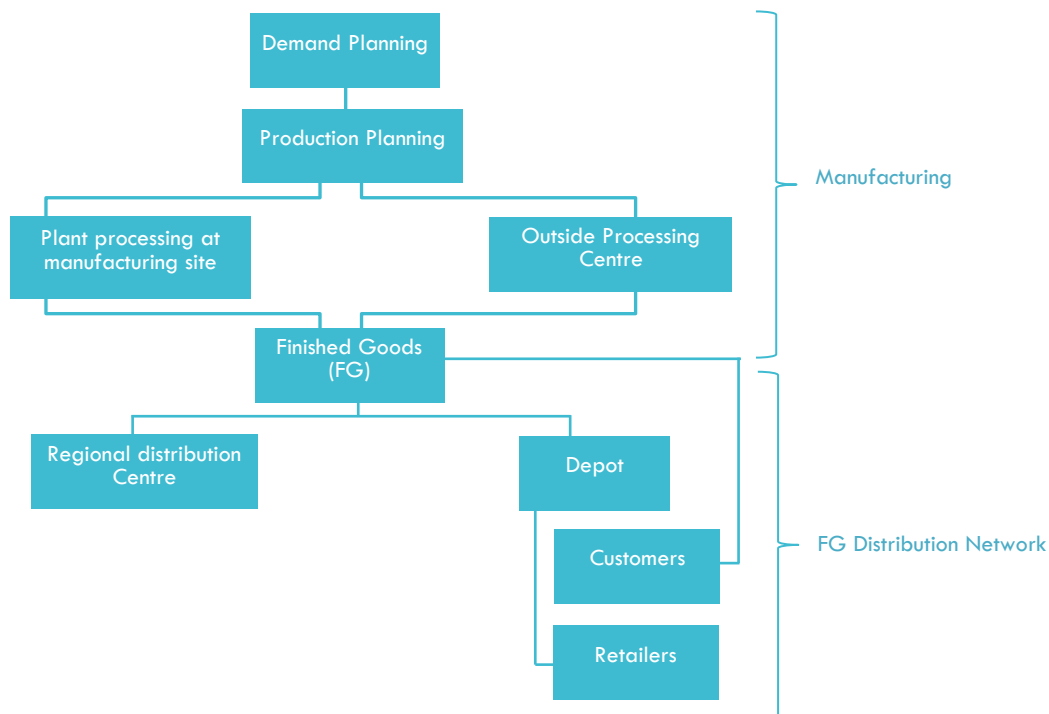 Demand Planning
Production Planning
Manufacturing
Plant processing at
manufacturing site
Outside Processing
Centre
Finished Goods
(FG)
Regional distribution
Centre
Depot
FG Distribution Network
Customers
Retailers